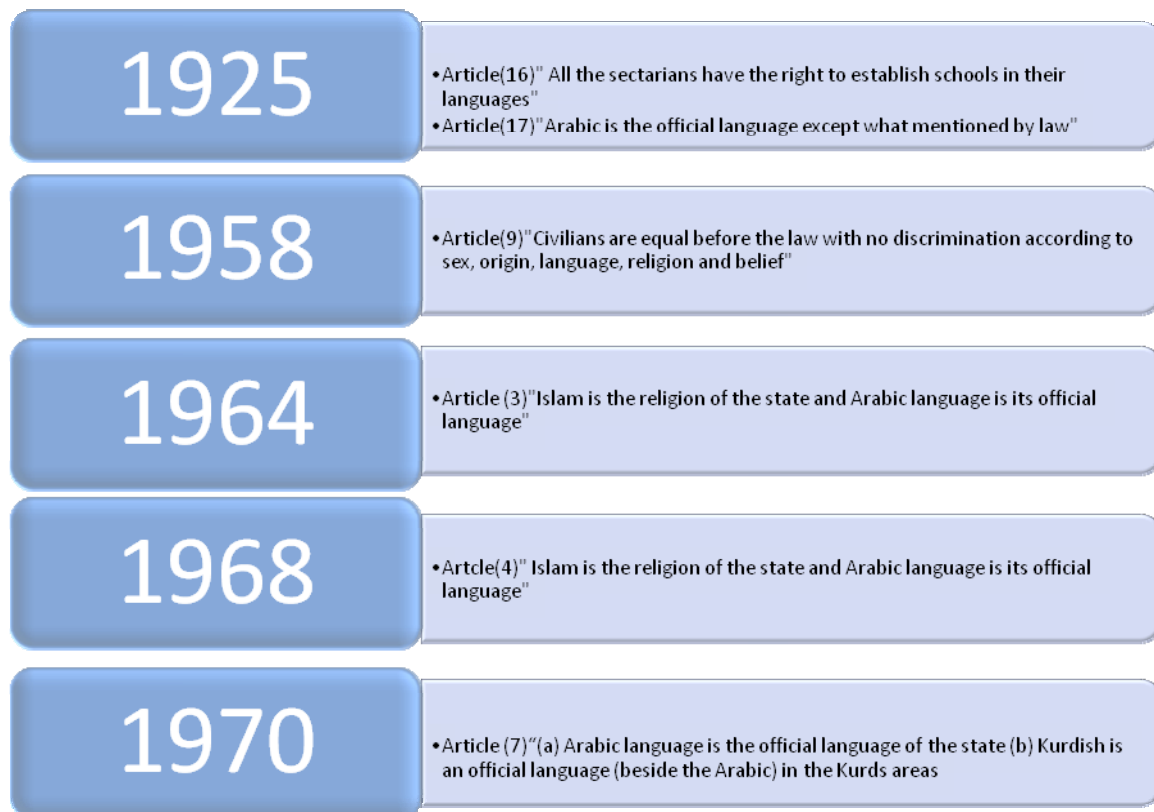 1925
•Article(16)" All the sectarians have the right to establish schools in their
languages"
•Article(17)"Arabic is the official language except what mentioned by law"
1958
•Article(9)"Civilians are equal before the law with no discrimination according to
sex, origin, language, religion and belief"
1964
•Article (3)"Islam is the religion of the state and Arabic language is its official
language"
1968
•Artcle(4)" Islam is the religion of the state and Arabic language is its official
language"
1970
•Article (7)"(a) Arabic language is the official language of the state (b) Kurdish is
an official language (beside the Arabic) in the Kurds areas